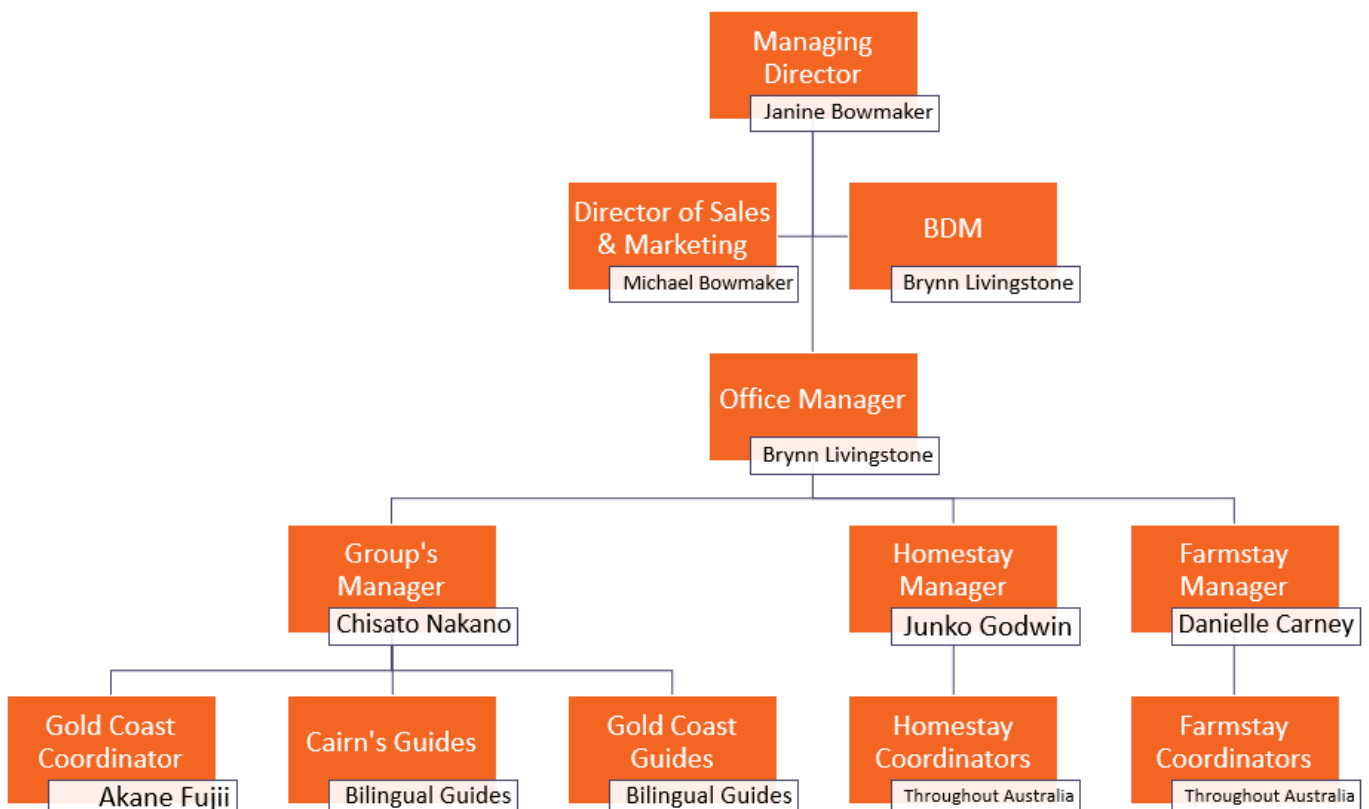 Managing
Director
Janine Bowmaker
Director of Sales
& Marketing
Michael Bowmaker
BDM
Brynn Livingstone
Office Manager
Brynn Livingstone
Group's
Manager
Chisato Nakano
Homestay
Manager
Junko Godwin
Farmstay
Manager
Danielle Carney
Gold Coast
Coordinator
Akane Fujii
Cairn's Guides
Bilingual Guides
Gold Coast
Guides
Bilingual Guides
Homestay
Coordinators
Throughout Australia
Farmstay
Coordinators
Throughout Australia